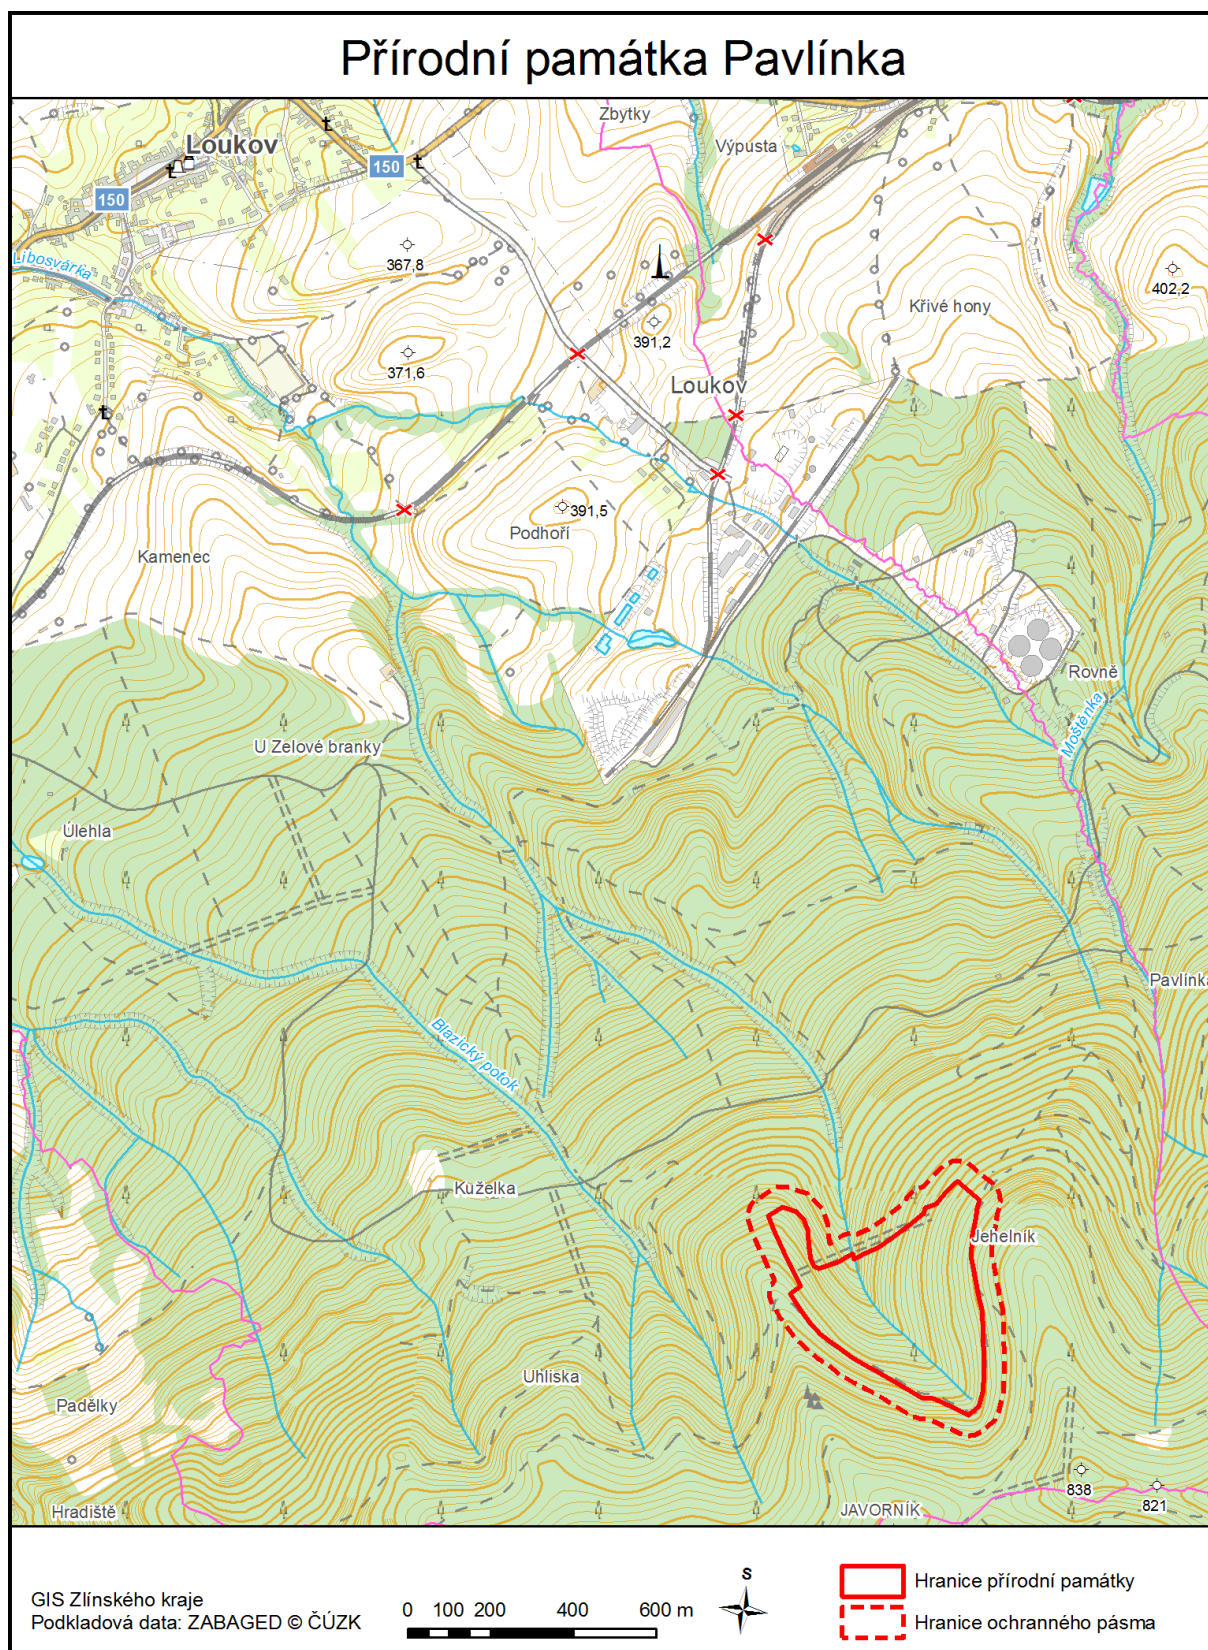 Přírodní památka Pavlínka
Zbytky
Loukov
Výpusta
150
150
Libosvárka
367,8
402,2
Křivé hony
391,2
371,6
Loukov
391,5
Podhoří
Kamenec
Rovně
Moštěnka
U Zelové branky
Úlehla
Pavlínka
Blazický potok
Kuželka
Jehelník
Uhliska
Padělky
838
821
Hradiště
JAVORNÍK
S
GIS Zlínského kraje
Podkladová data: ZABAGED © ČÚZK
0 100 200 400 600 m
Hranice přírodní památky
Hranice ochranného pásma